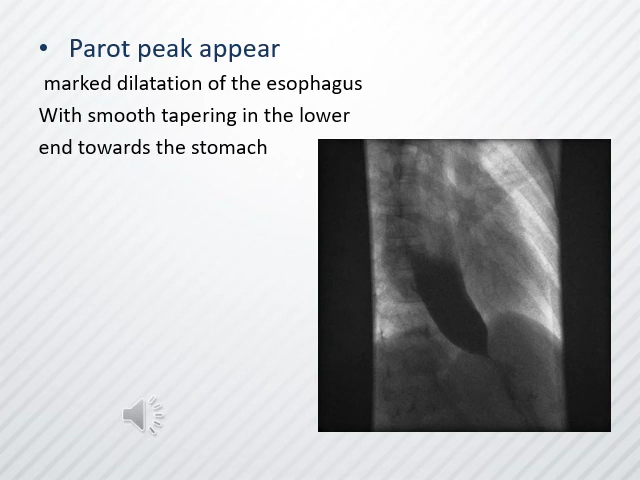 • Parot peak appear
marked dilatation of the esophagus
With smooth tapering in the lower
end towards the stomach